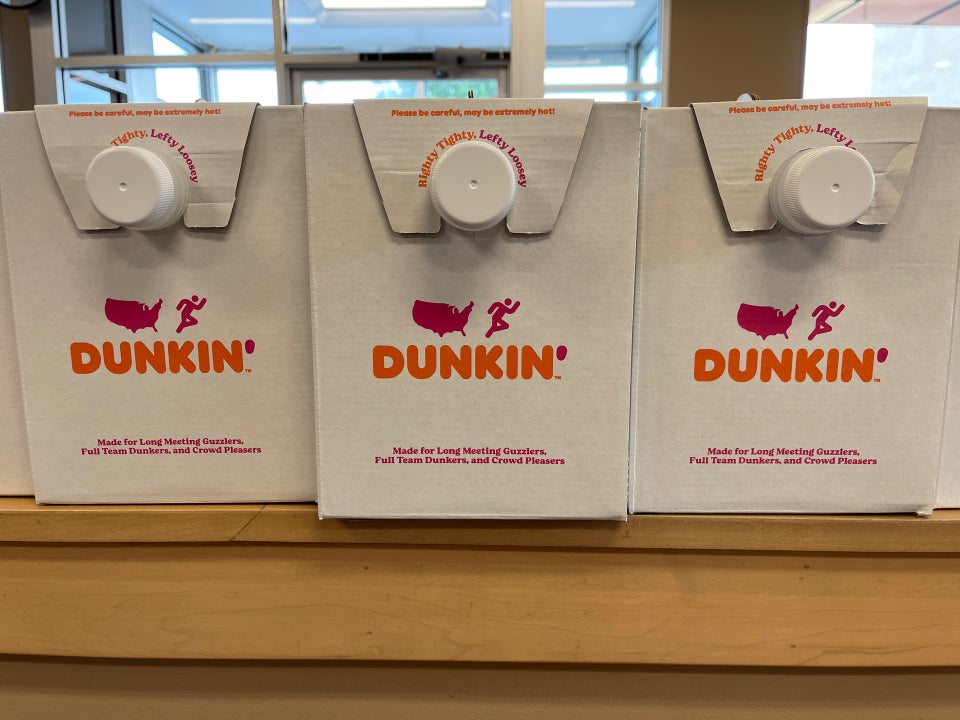 Please be careful, may be extremely hot!
Tighty, Lefty Loosey
DUNKIN'™
Made for Long Meeting Guzzlers,
Full Team Dunkers, and Crowd Pleasers
Please be careful, may be extremely hot!
Righty Tighty, Lefty Loosey
DUNKIN'™
Made for Long Meeting Guzzlers,
Full Team Dunkers, and Crowd Pleasers
Please be careful, may be extremely hot!
Righty Tighty, Lefty
DUNKIN'™
Made for Long Meeting Guzzlers,
Full Team Dunkers, and Crowd Pleasers